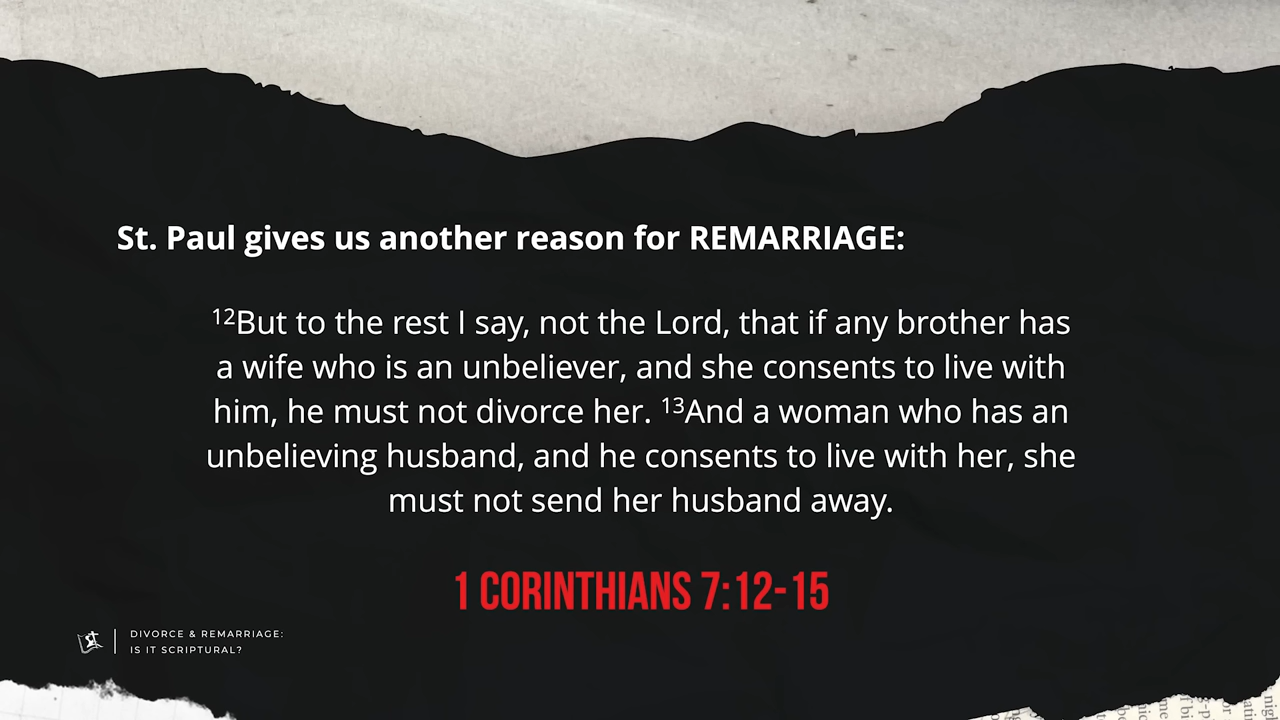 St. Paul gives us another reason for REMARRIAGE:
¹²But to the rest I say, not the Lord, that if any brother has
a wife who is an unbeliever, and she consents to live with
him, he must not divorce her. ¹³And a woman who has an
unbelieving husband, and he consents to live with her, she
must not send her husband away.
1 CORINTHIANS 7:12-15
DIVORCE & REMARRIAGE:
IS IT SCRIPTURAL?